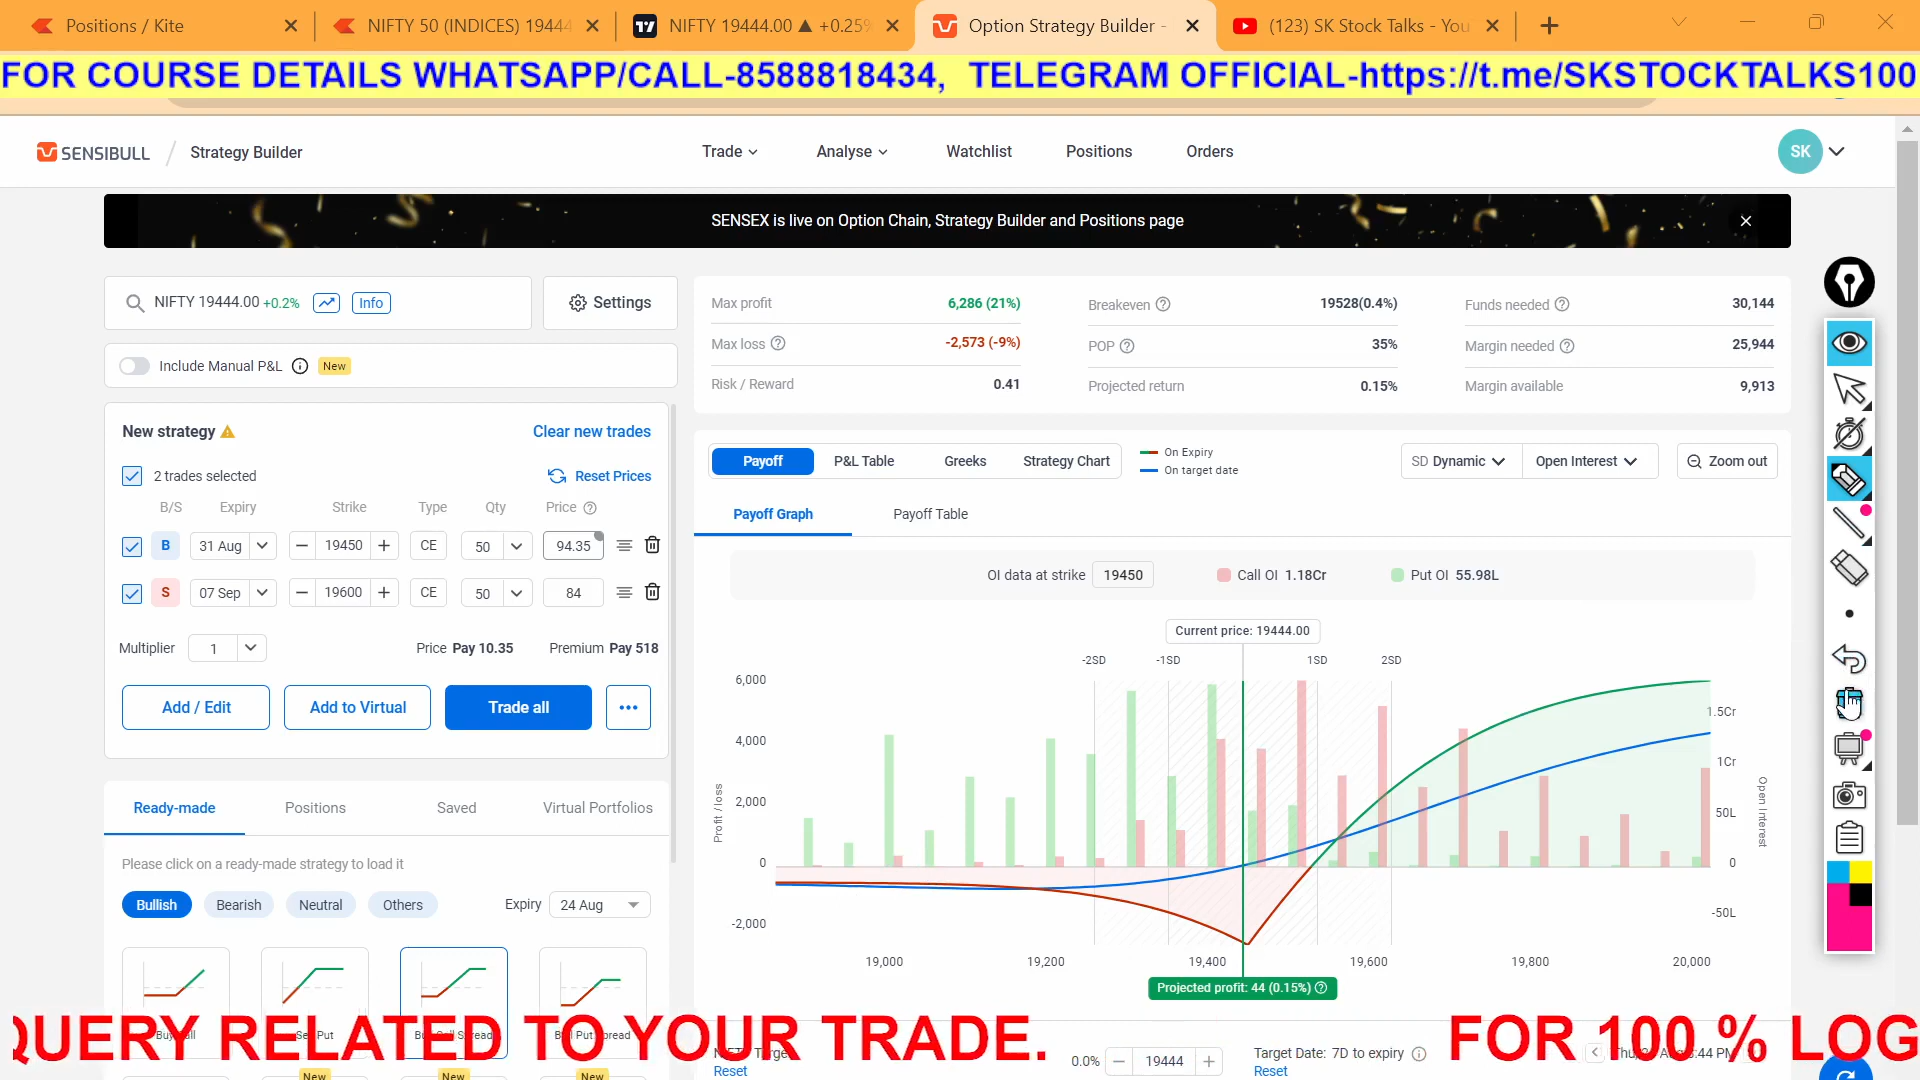 Positions / Kite
NIFTY 50 (INDICES) 19444
NIFTY 19444.00 ▲ +0.25%
Option Strategy Builder -
(123) SK Stock Talks - You
FOR COURSE DETAILS WHATSAPP/CALL-8588818434, TELEGRAM OFFICIAL-https://t.me/SKSTOCKTALKS100
SENSIBULL / Strategy Builder
Trade
Analyse
Watchlist
Positions
Orders
SK
SENSEX is live on Option Chain, Strategy Builder and Positions page
NIFTY 19444.00 +0.2% Info
Settings
Include Manual P&L New
New strategy
Clear new trades
2 trades selected
Reset Prices
B/S Expiry Strike Type Qty Price
B 31 Aug 19450 CE 50 94.35
S 07 Sep 19600 CE 50 84
Multiplier 1 Price Pay 10.35 Premium Pay 518
Add / Edit
Add to Virtual
Trade all
Ready-made
Positions
Saved
Virtual Portfolios
Please click on a ready-made strategy to load it
Bullish
Bearish
Neutral
Others
Expiry 24 Aug
New
New
New
Max profit 6,286 (21%)
Max loss -2,573 (-9%)
Risk / Reward 0.41
Breakeven 19528(0.4%)
POP 35%
Projected return 0.15%
Funds needed 30,144
Margin needed 25,944
Margin available 9,913
Payoff
P&L Table
Greeks
Strategy Chart
On Expiry
On target date
SD Dynamic
Open Interest
Zoom out
Payoff Graph
Payoff Table
OI data at strike 19450 Call OI 1.18Cr Put OI 55.98L
Current price: 19444.00
-2SD
-1SD
1SD
2SD
6,000
4,000
2,000
0
-2,000
Profit / loss
1.5Cr
1Cr
50L
0
-50L
Open Interest
19,000
19,200
19,400
19,600
19,800
20,000
Projected profit: 44 (0.15%)
QUERY RELATED TO YOUR TRADE.
FOR 100 % LOG
0.0% 19444
Target Date: 7D to expiry
Reset
Reset